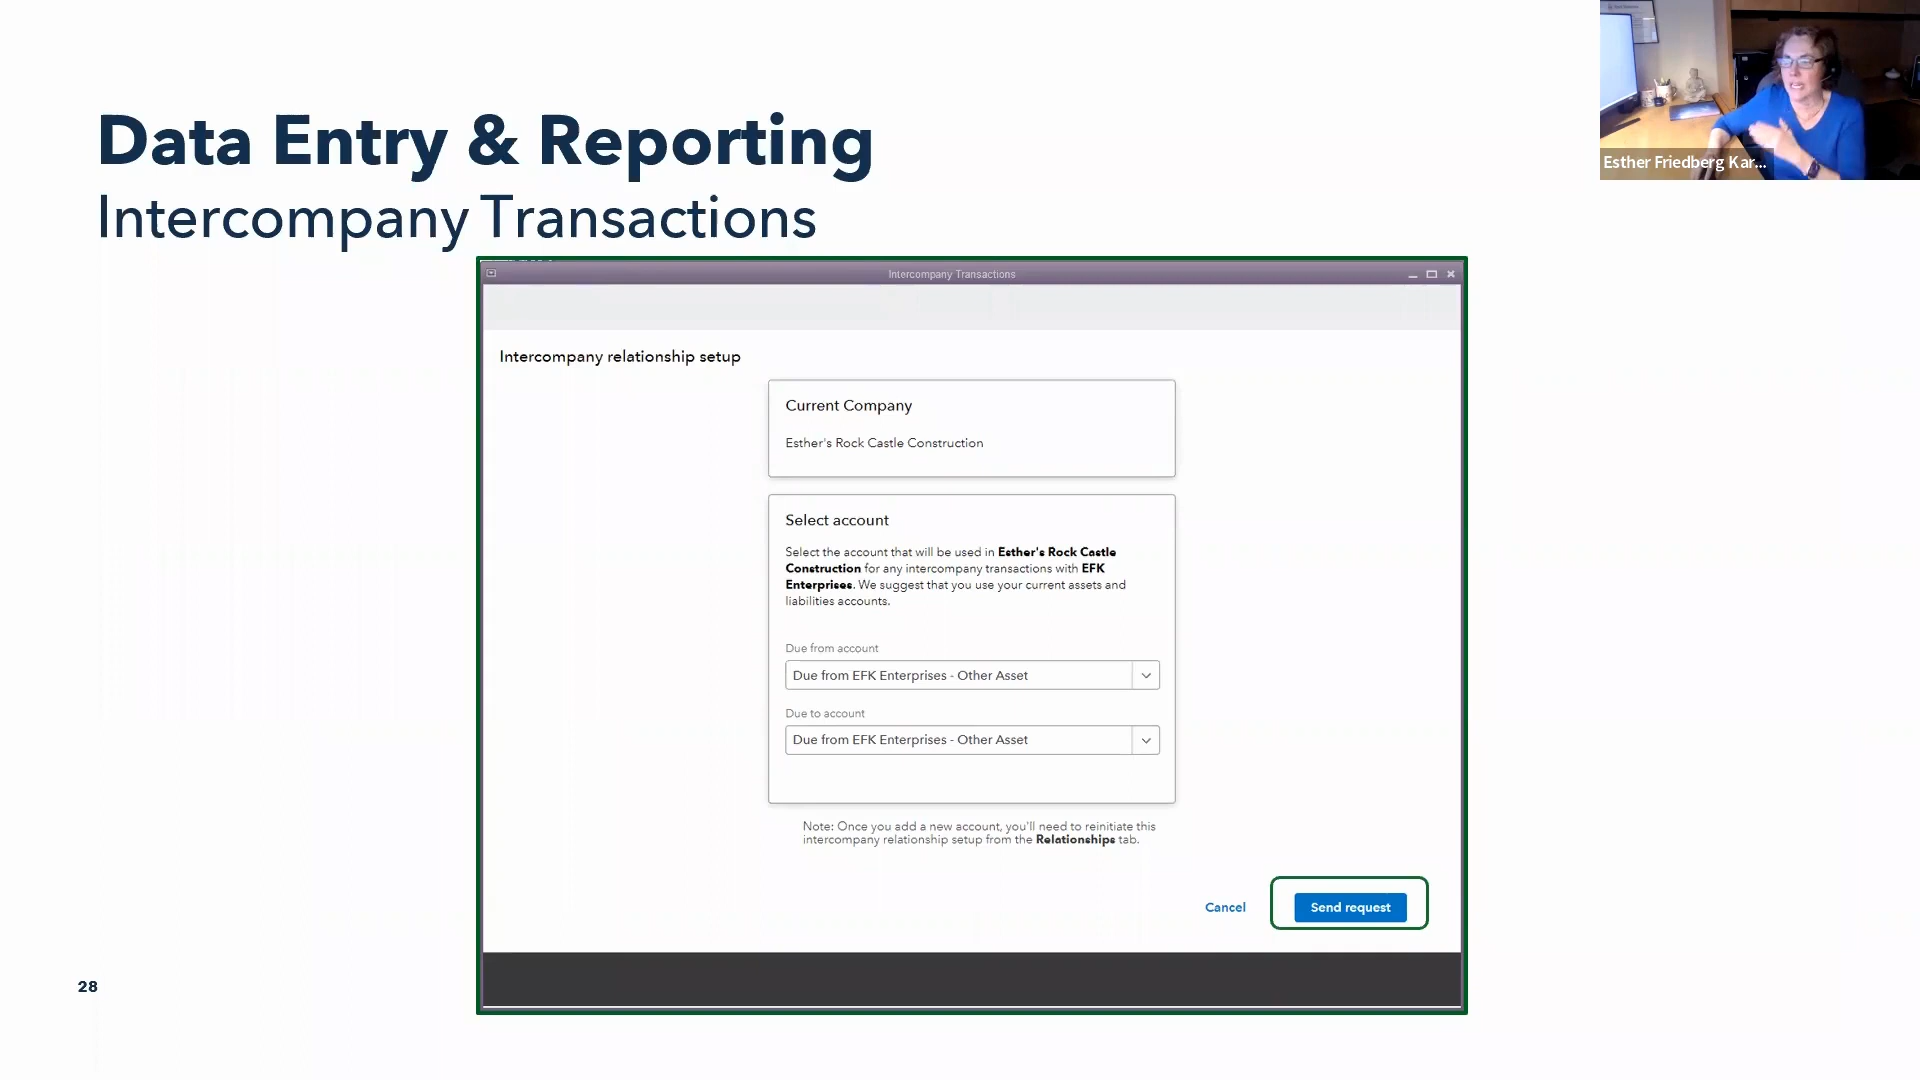 Data Entry & Reporting
Intercompany Transactions
Esther Friedberg Kar...
Intercompany Transactions
Intercompany relationship setup
Current Company
Esther's Rock Castle Construction
Select account
Select the account that will be used in Esther's Rock Castle
Construction for any intercompany transactions with EFK
Enterprises. We suggest that you use your current assets and
liabilities accounts.
Due from account
Due from EFK Enterprises - Other Asset
Due to account
Due from EFK Enterprises - Other Asset
Note: Once you add a new account, you'll need to reinitiate this
intercompany relationship setup from the Relationships tab.
Cancel
Send request
28